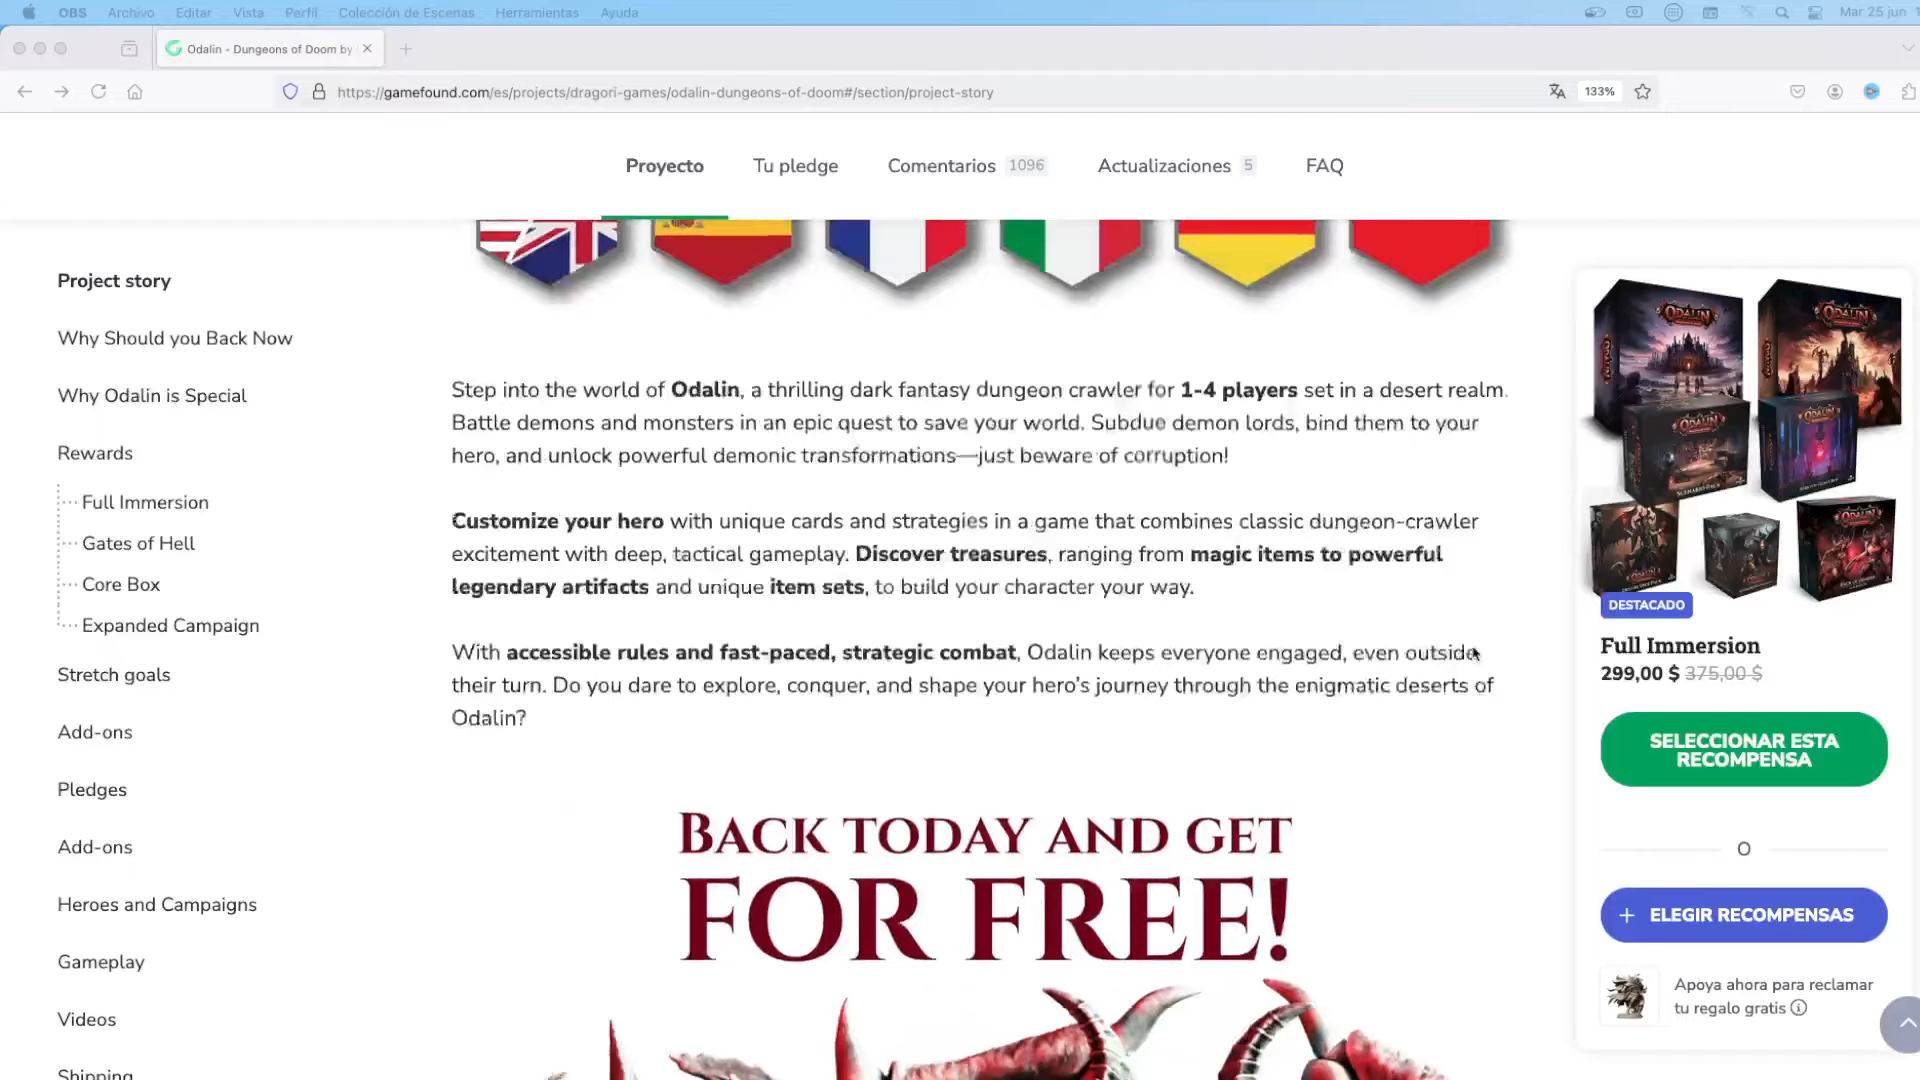 OBS Archivo Editar Vista Perfil Colección de Escenas Herramientas Ayuda Mar 25 jun
Odalin - Dungeons of Doom by
https://gamefound.com/es/projects/dragori-games/odalin-dungeons-of-doom#/section/project-story 133%
Proyecto Tu pledge Comentarios 1096 Actualizaciones 5 FAQ
Project story
Why Should you Back Now
Why Odalin is Special
Rewards
Full Immersion
Gates of Hell
Core Box
Expanded Campaign
Stretch goals
Add-ons
Pledges
Add-ons
Heroes and Campaigns
Gameplay
Videos
Shipping
Step into the world of Odalin, a thrilling dark fantasy dungeon crawler for 1-4 players set in a desert realm.
Battle demons and monsters in an epic quest to save your world. Subdue demon lords, bind them to your
hero, and unlock powerful demonic transformations—just beware of corruption!
Customize your hero with unique cards and strategies in a game that combines classic dungeon-crawler
excitement with deep, tactical gameplay. Discover treasures, ranging from magic items to powerful
legendary artifacts and unique item sets, to build your character your way.
With accessible rules and fast-paced, strategic combat, Odalin keeps everyone engaged, even outside
their turn. Do you dare to explore, conquer, and shape your hero's journey through the enigmatic deserts of
Odalin?
BACK TODAY AND GET
FOR FREE!
ODALIN
ODALIN
ODALIN
ODALIN
SCENARIO PACK
ODALIN
DESTACADO
Full Immersion
299,00 $ 375,00 $
SELECCIONAR ESTA
RECOMPENSA
O
+ ELEGIR RECOMPENSAS
Apoya ahora para reclamar
tu regalo gratis